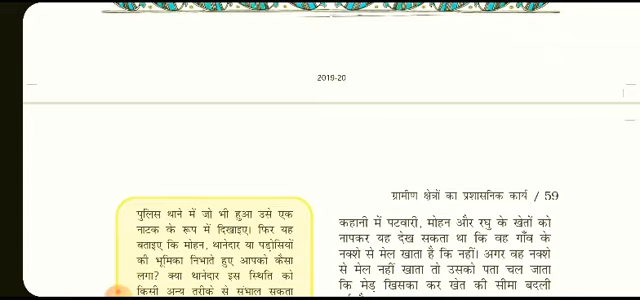 2019-20
ग्रामीण क्षेत्रों का प्रशासनिक कार्य / 59
पुलिस थाने में जो भी हुआ उसे एक
नाटक के रूप में दिखाइए। फिर यह
बताइए कि मोहन, थानेदार या पड़ोसियों
की भूमिका निभाते हुए आपको कैसा
लगा? क्या थानेदार इस स्थिति को
किसी अन्य तरीके से संभाल सकता
कहानी में पटवारी, मोहन और रघु के खेतों को
नापकर यह देख सकता था कि वह गाँव के
नक्शे से मेल खाता है कि नहीं। अगर वह नक्शे
से मेल नहीं खाता तो उसको पता चल जाता
कि मेड़ खिसका कर खेत की सीमा बदली